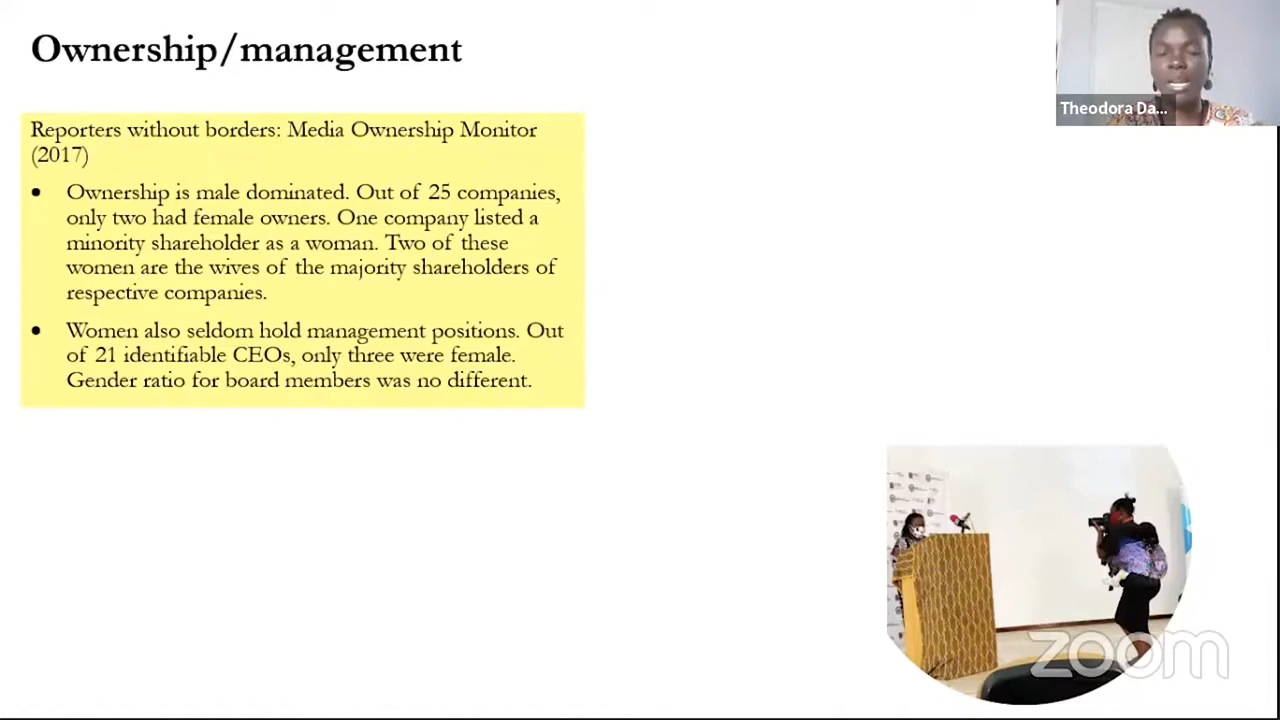 Ownership/management
Theodora Da...
Reporters without borders: Media Ownership Monitor
(2017)
• Ownership is male dominated. Out of 25 companies,
only two had female owners. One company listed a
minority shareholder as a woman. Two of these
women are the wives of the majority shareholders of
respective companies.
• Women also seldom hold management positions. Out
of 21 identifiable CEOs, only three were female.
Gender ratio for board members was no different.
zoom